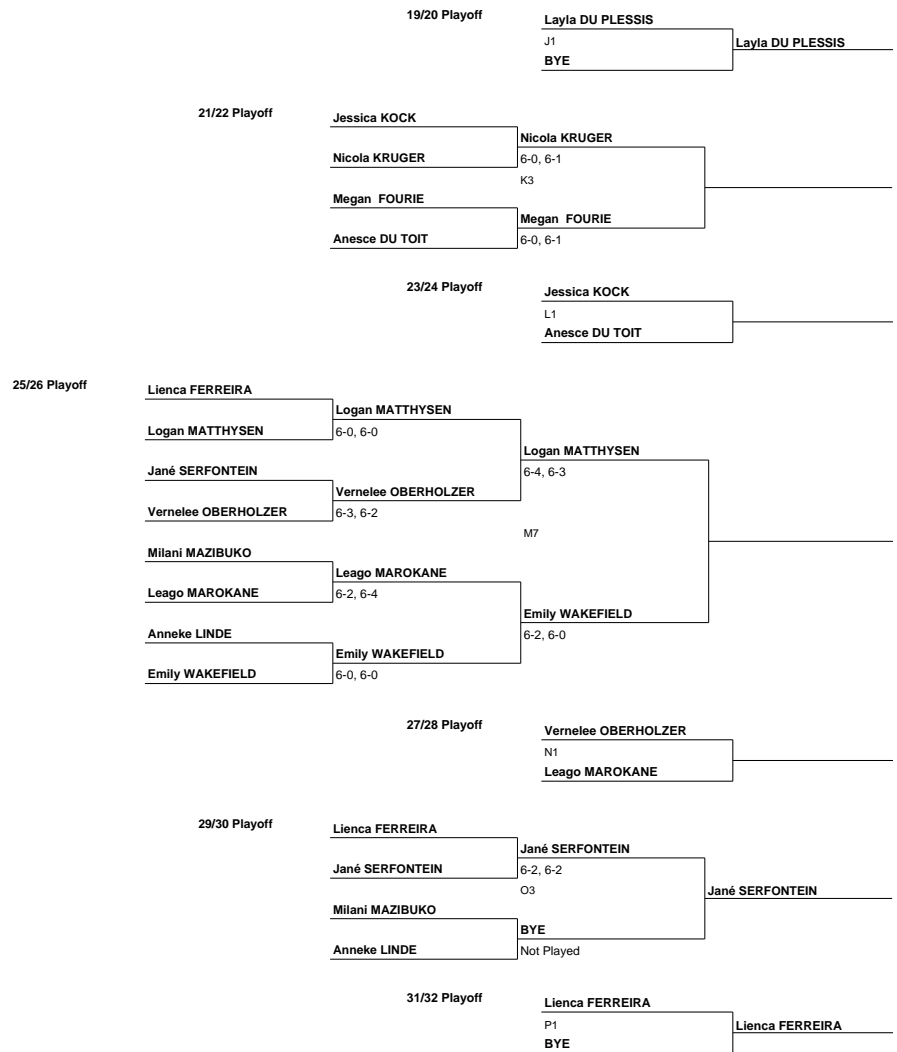 19/20 Playoff
Layla DU PLESSIS
J1
Layla DU PLESSIS
BYE
21/22 Playoff
Jessica KOCK
Nicola KRUGER
Nicola KRUGER
6-0, 6-1
K3
Megan  FOURIE
Megan  FOURIE
Anesce DU TOIT
6-0, 6-1
23/24 Playoff
Jessica KOCK
L1
Anesce DU TOIT
25/26 Playoff
Lienca FERREIRA
Logan MATTHYSEN
Logan MATTHYSEN
6-0, 6-0
Logan MATTHYSEN
Jané SERFONTEIN
6-4, 6-3
Vernelee OBERHOLZER
Vernelee OBERHOLZER
6-3, 6-2
M7
Milani MAZIBUKO
Leago MAROKANE
Leago MAROKANE
6-2, 6-4
Emily WAKEFIELD
Anneke LINDE
6-2, 6-0
Emily WAKEFIELD
Emily WAKEFIELD
6-0, 6-0
27/28 Playoff
Vernelee OBERHOLZER
N1
Leago MAROKANE
29/30 Playoff
Lienca FERREIRA
Jané SERFONTEIN
Jané SERFONTEIN
6-2, 6-2
O3
Jané SERFONTEIN
Milani MAZIBUKO
BYE
Anneke LINDE
Not Played
31/32 Playoff
Lienca FERREIRA
P1
Lienca FERREIRA
BYE